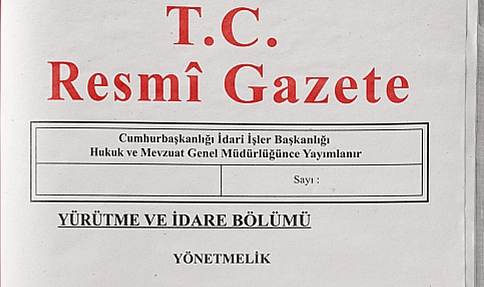 T.C.
Resmî Gazete
Cumhurbaşkanlığı İdari İşler Başkanlığı
Hukuk ve Mevzuat Genel Müdürlüğünce Yayımlanır
Sayı :
YÜRÜTME VE İDARE BÖLÜMÜ
YÖNETMELİK